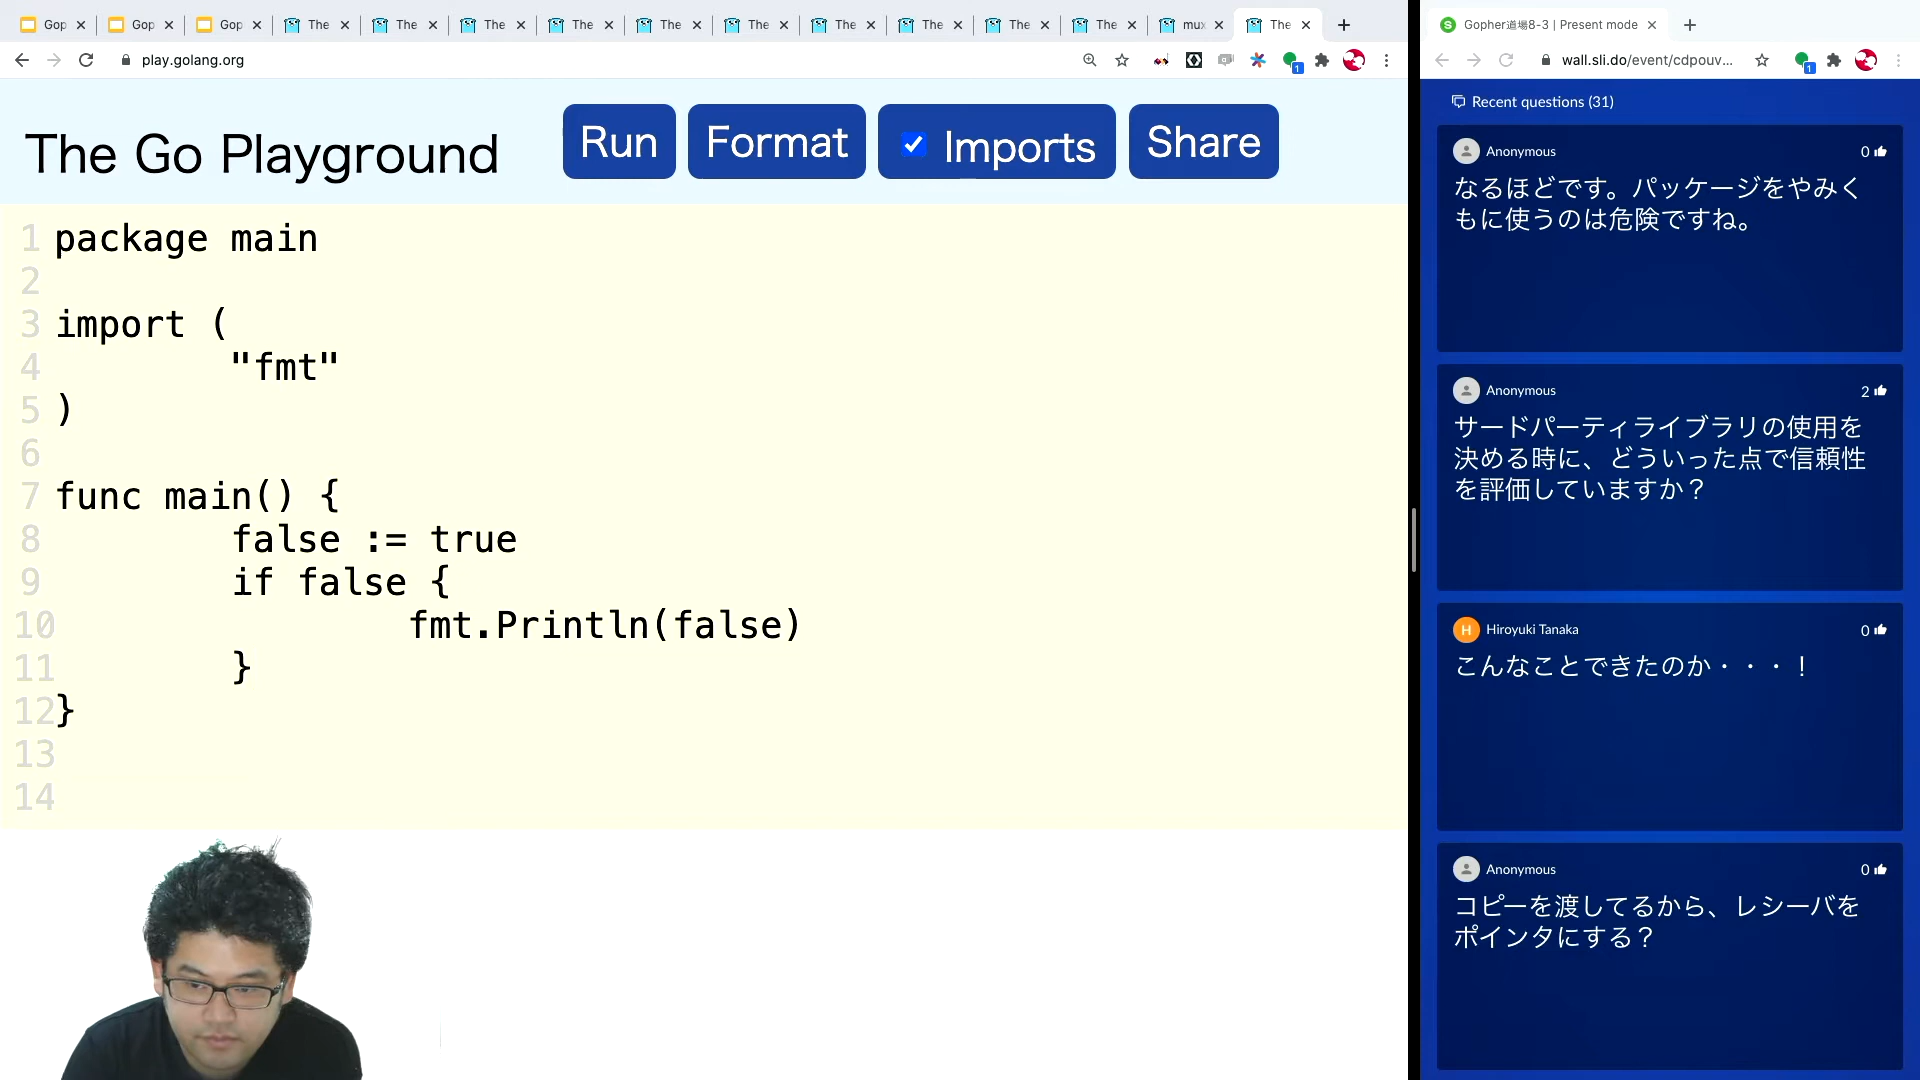 Gop Gop Gop The The The The The The The The The The mux The
play.golang.org
The Go Playground
Run Format Imports Share
1 package main
2
3 import (
4 "fmt"
5 )
6
7 func main() {
8 false := true
9 if false {
10 fmt.Println(false)
11 }
12 }
13
14
Gopher道場8-3 | Present mode
wall.sli.do/event/cdpouv...
Recent questions (31)
Anonymous 0
なるほどです。パッケージをやみく
もに使うのは危険ですね。
Anonymous 2
サードパーティライブラリの使用を
決める時に、どういった点で信頼性
を評価していますか？
H Hiroyuki Tanaka 0
こんなことできたのか・・・！
Anonymous 0
コピーを渡してるから、レシーバを
ポインタにする？